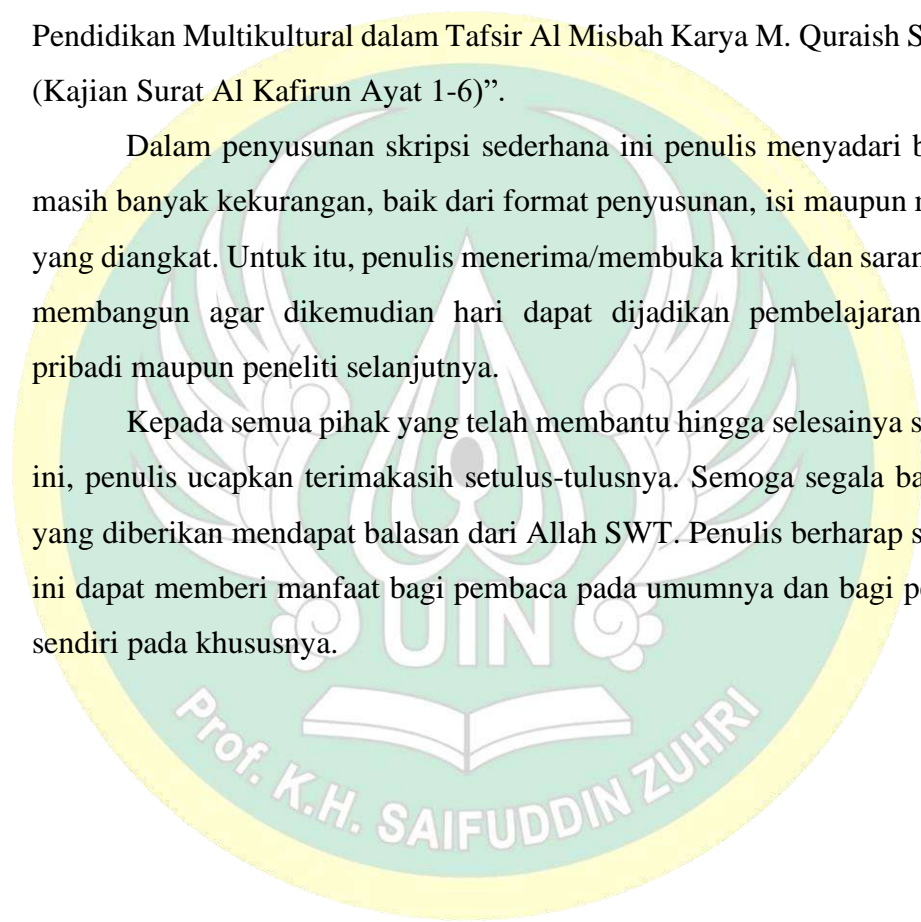 Pendidikan Multikultural dalam Tafsir Al Misbah Karya M. Quraish
(Kajian Surat Al Kafirun Ayat 1-6)”.
Dalam penyusunan skripsi sederhana ini penulis menyadari
masih banyak kekurangan, baik dari format penyusunan, isi maupun
yang diangkat. Untuk itu, penulis menerima/membuka kritik dan saran
membangun agar dikemudian hari dapat dijadikan pembelajaran
pribadi maupun peneliti selanjutnya.
Kepada semua pihak yang telah membantu hingga selesainya
ini, penulis ucapkan terimakasih setulus-tulusnya. Semoga segala
yang diberikan mendapat balasan dari Allah SWT. Penulis berharap
ini dapat memberi manfaat bagi pembaca pada umumnya dan bagi
sendiri pada khususnya.
UIN
Prof. K.H. SAIFUDDIN ZUHRI